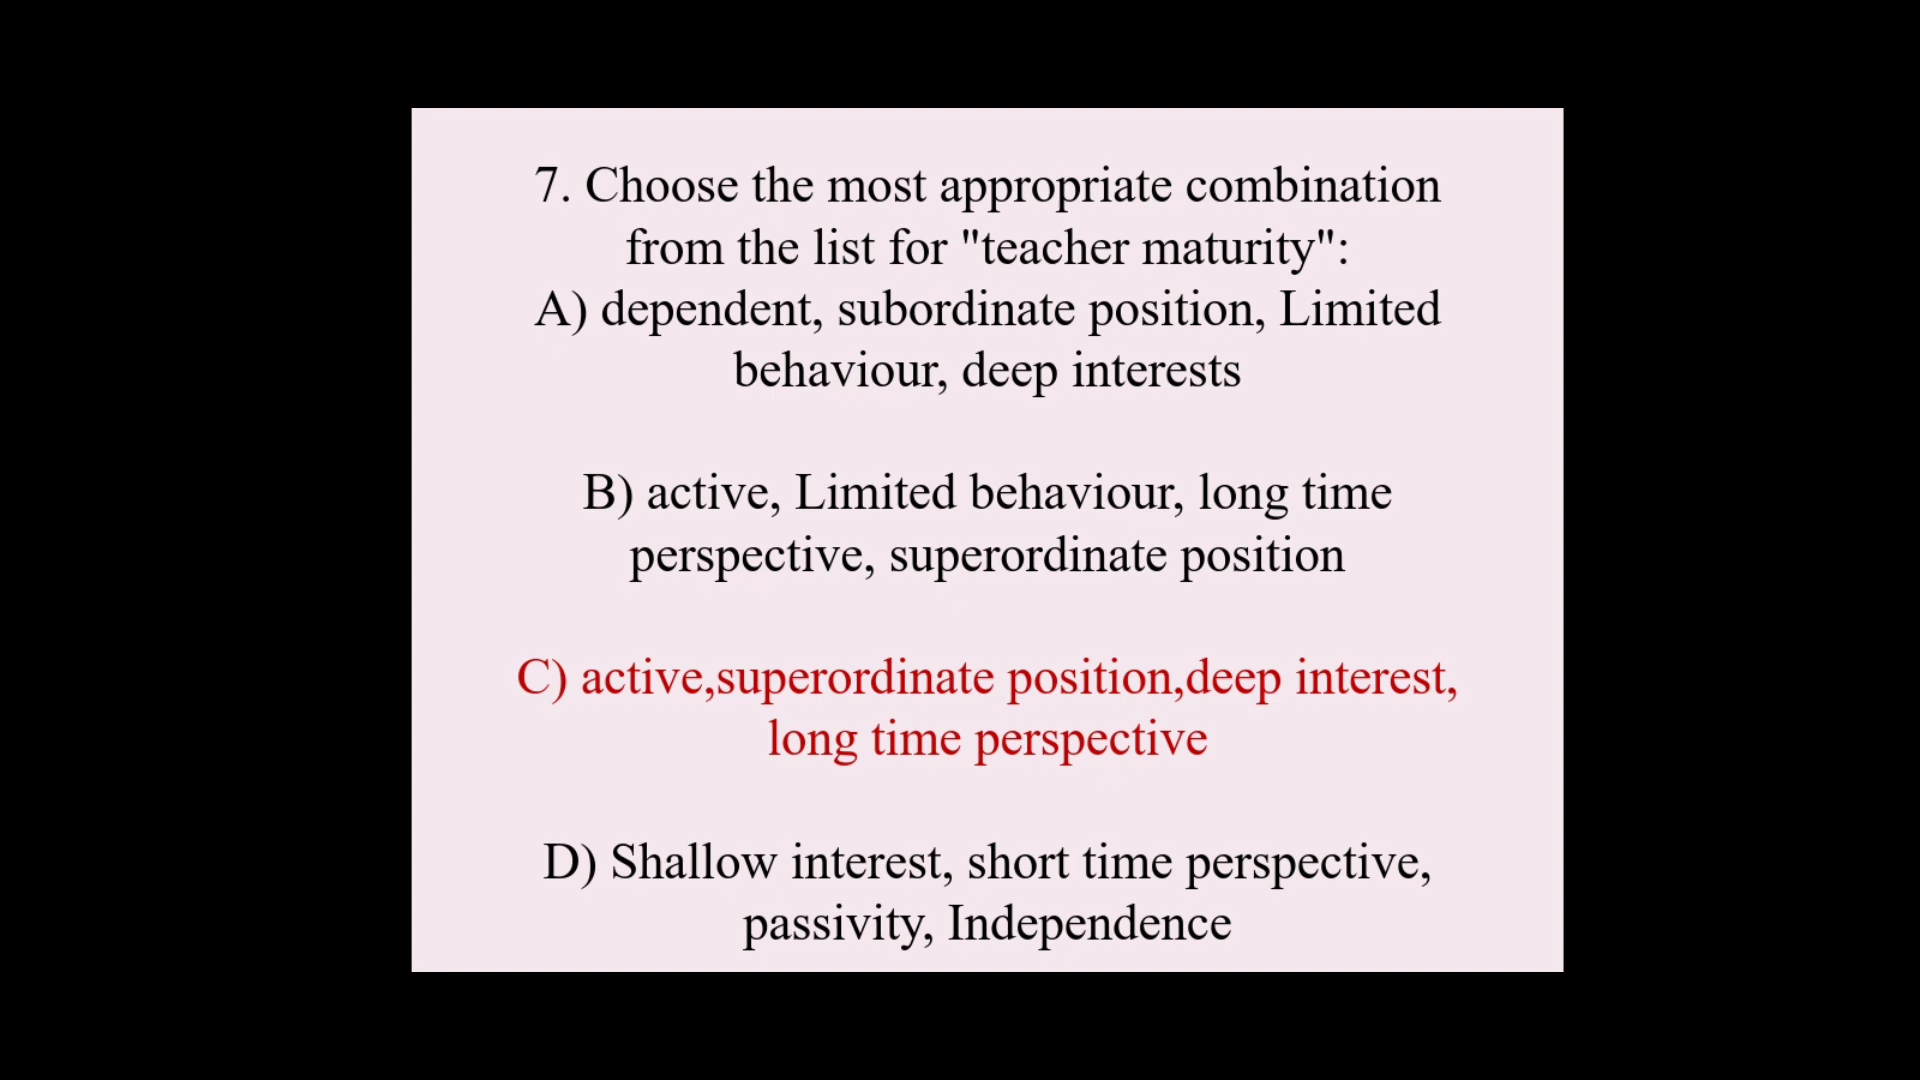 7. Choose the most appropriate combination
from the list for "teacher maturity":
A) dependent, subordinate position, Limited
behaviour, deep interests
B) active, Limited behaviour, long time
perspective, superordinate position
C) active,superordinate position,deep interest,
long time perspective
D) Shallow interest, short time perspective,
passivity, Independence